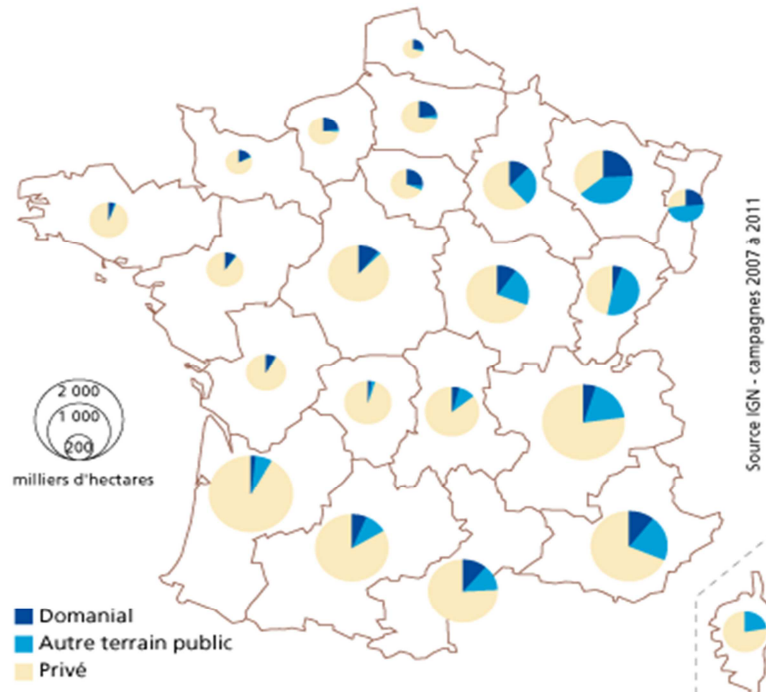 2 000
1 000
200
milliers d'hectares
Domanial
Autre terrain public
Privé
Source IGN - campagnes 2007 à 2011